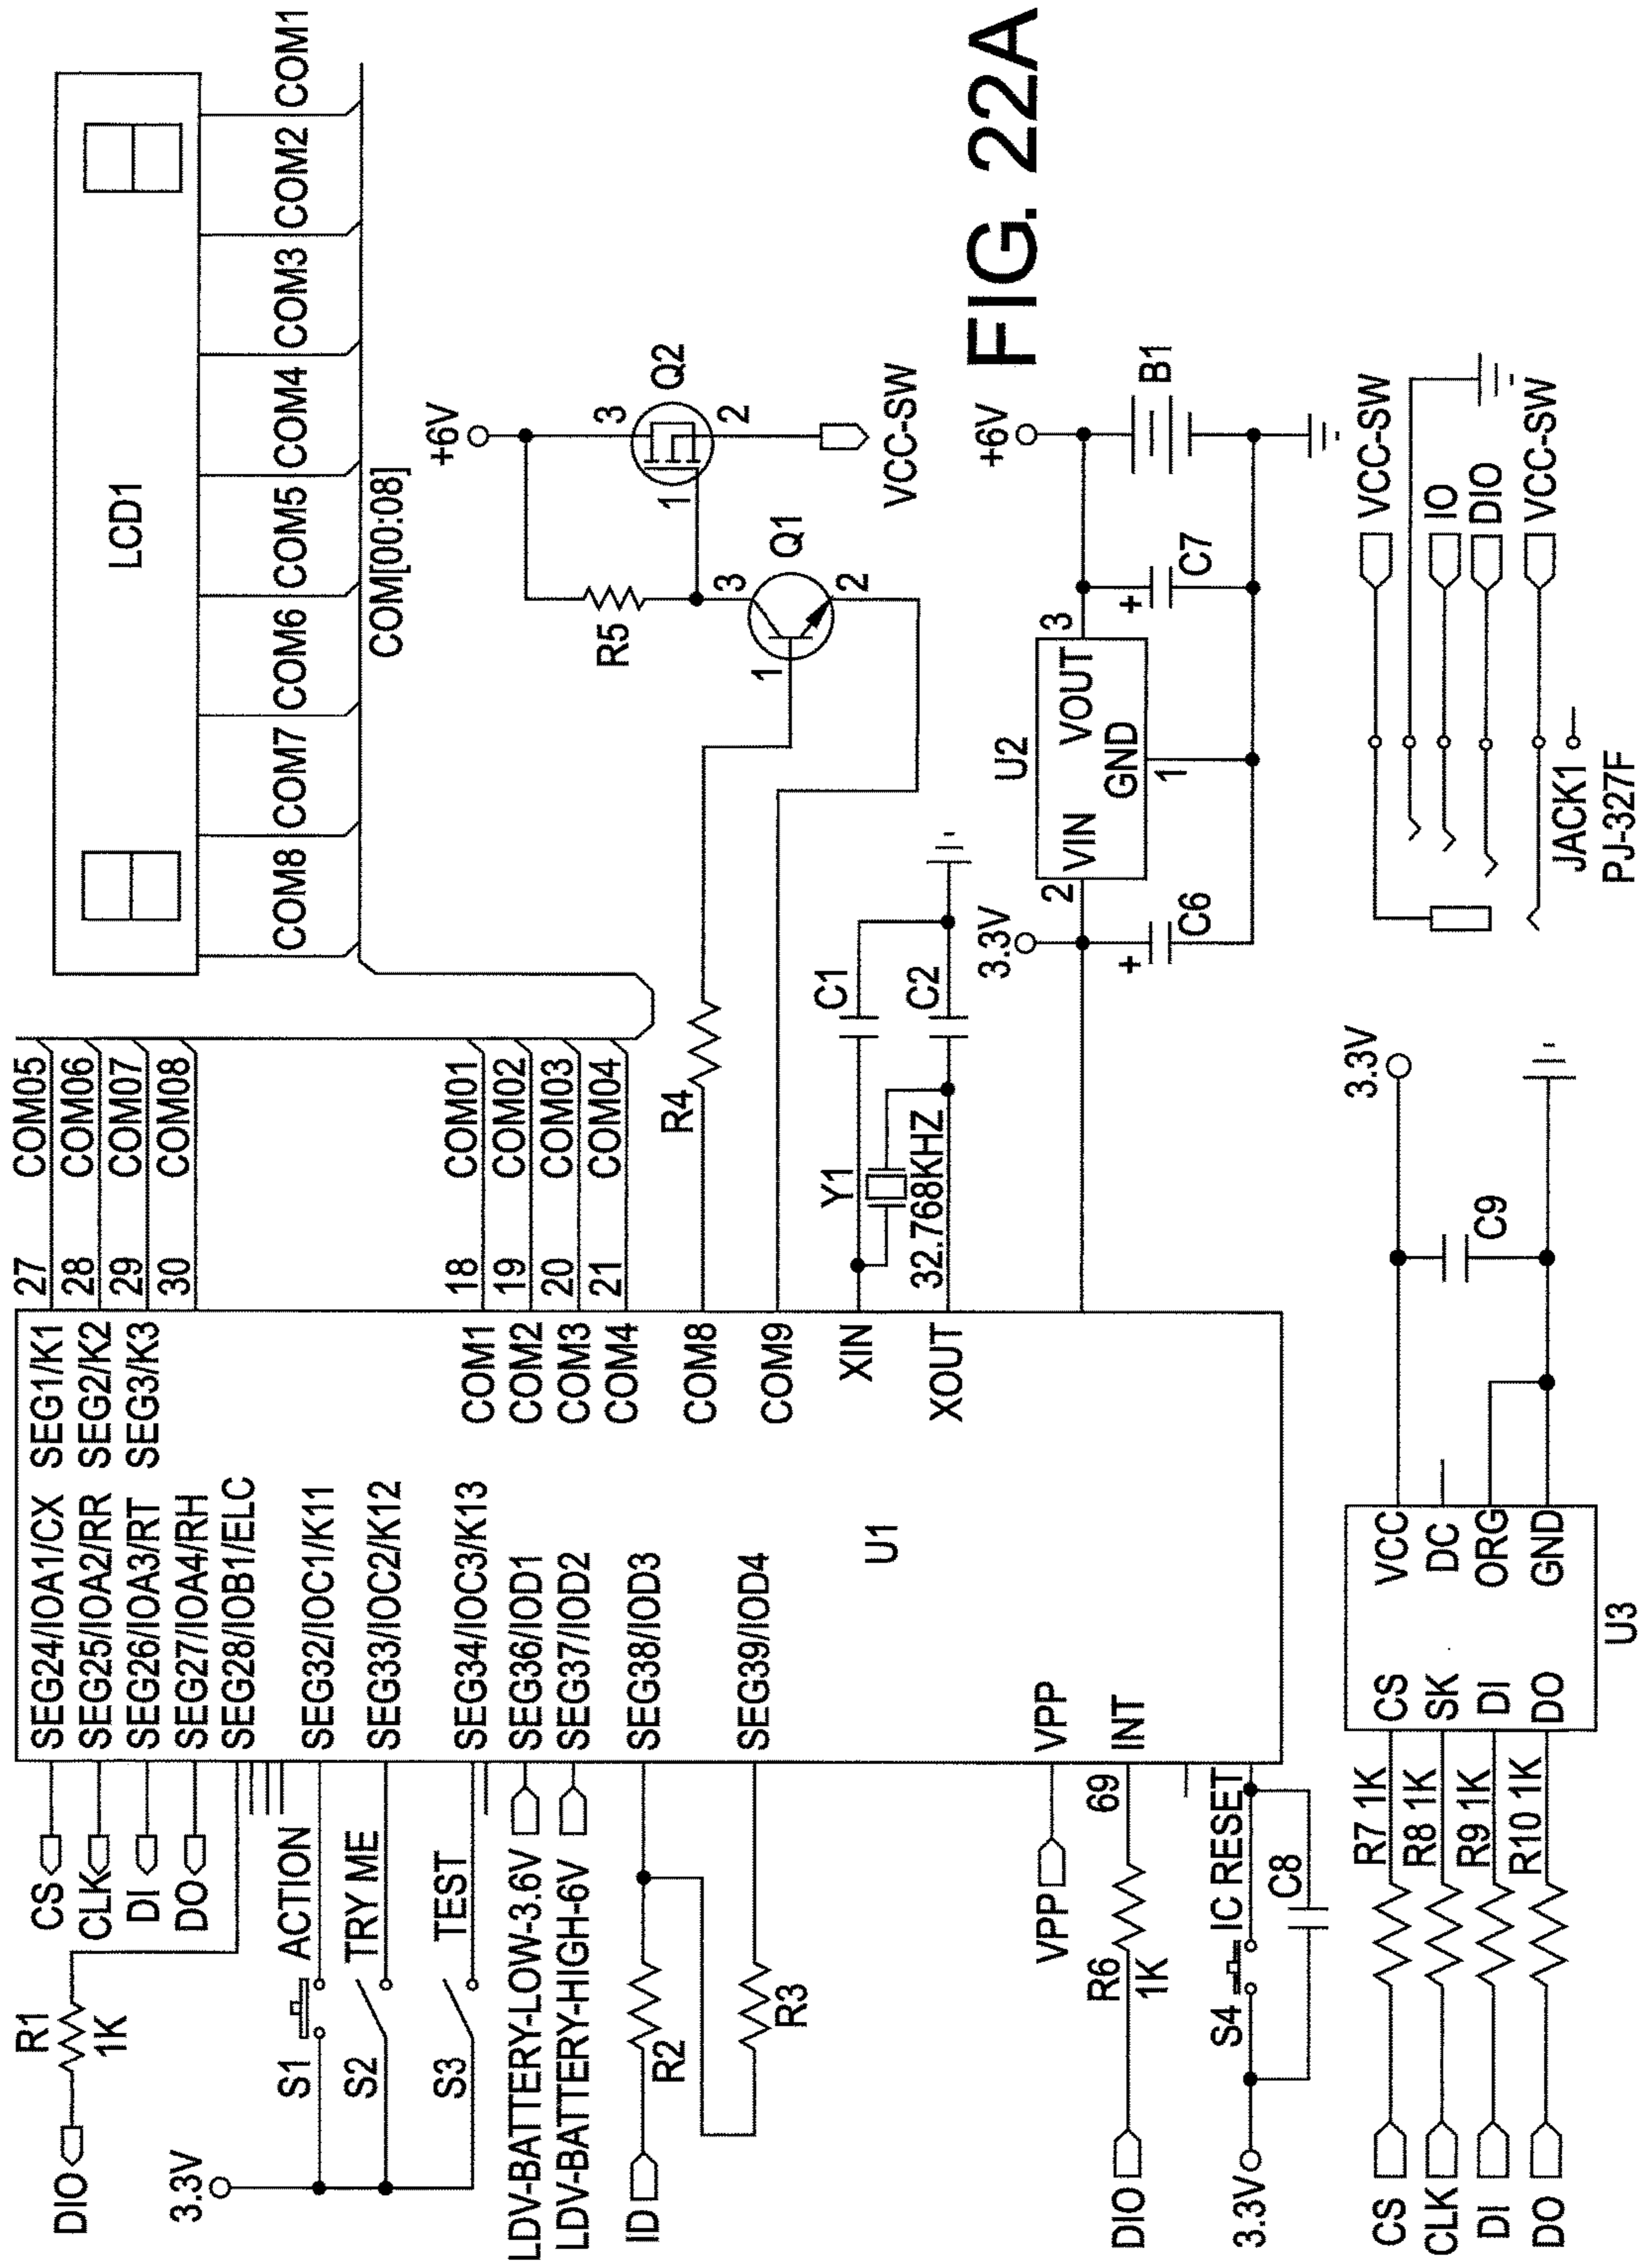 DIO
R1
1K
CS
CLK
DI
DO
3.3V
S1
ACTION
S2
TRY ME
S3
TEST
LDV-BATTERY-LOW-3.6V
LDV-BATTERY-HIGH-6V
ID
R2
R3
VPP
DIO
R6
1K
69
3.3V
S4
IC RESET
C8
SEG24/IOA1/CX
SEG25/IOA2/RR
SEG26/IOA3/RT
SEG27/IOA4/RH
SEG28/IOB1/ELC
SEG32/IOC1/K11
SEG33/IOC2/K12
SEG34/IOC3/K13
SEG36/IOD1
SEG37/IOD2
SEG38/IOD3
SEG39/IOD4
VPP
INT
U1
SEG1/K1
SEG2/K2
SEG3/K3
COM1
COM2
COM3
COM4
COM8
COM9
XIN
XOUT
27 COM05
28 COM06
29 COM07
30 COM08
18 COM01
19 COM02
20 COM03
21 COM04
LCD1
COM8 COM7 COM6 COM5 COM4 COM3 COM2 COM1
COM[00:08]
R4
R5
+6V
3
Q2
1
2
VCC-SW
3
Q1
1
2
Y1
32.768KHZ
C1
C2
3.3V
2
U2
VIN
VOUT
GND
1
3
+
C6
+
C7
+6V
B1
FIG. 22A
CS
CLK
DI
DO
R7 1K
R8 1K
R9 1K
R10 1K
CS
SK
DI
DO
VCC
DC
ORG
GND
U3
3.3V
C9
VCC-SW
IO
DIO
VCC-SW
JACK1
PJ-327F